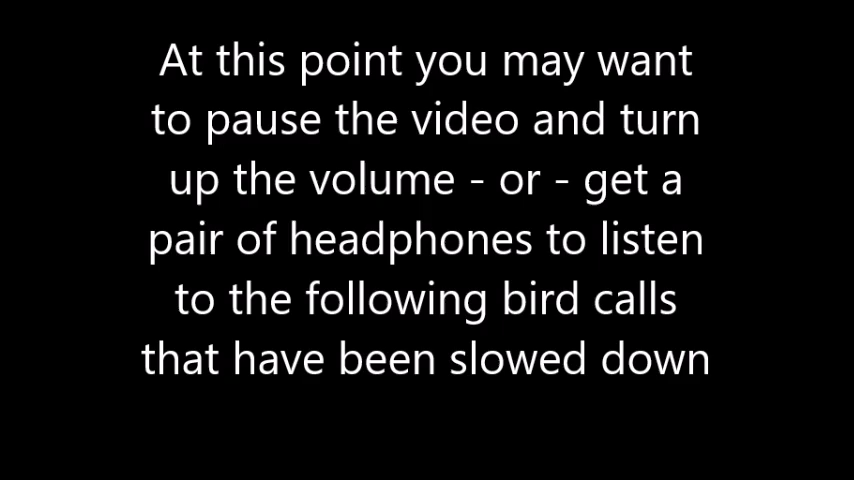 At this point you may want
to pause the video and turn
up the volume - or - get a
pair of headphones to listen
to the following bird calls
that have been slowed down